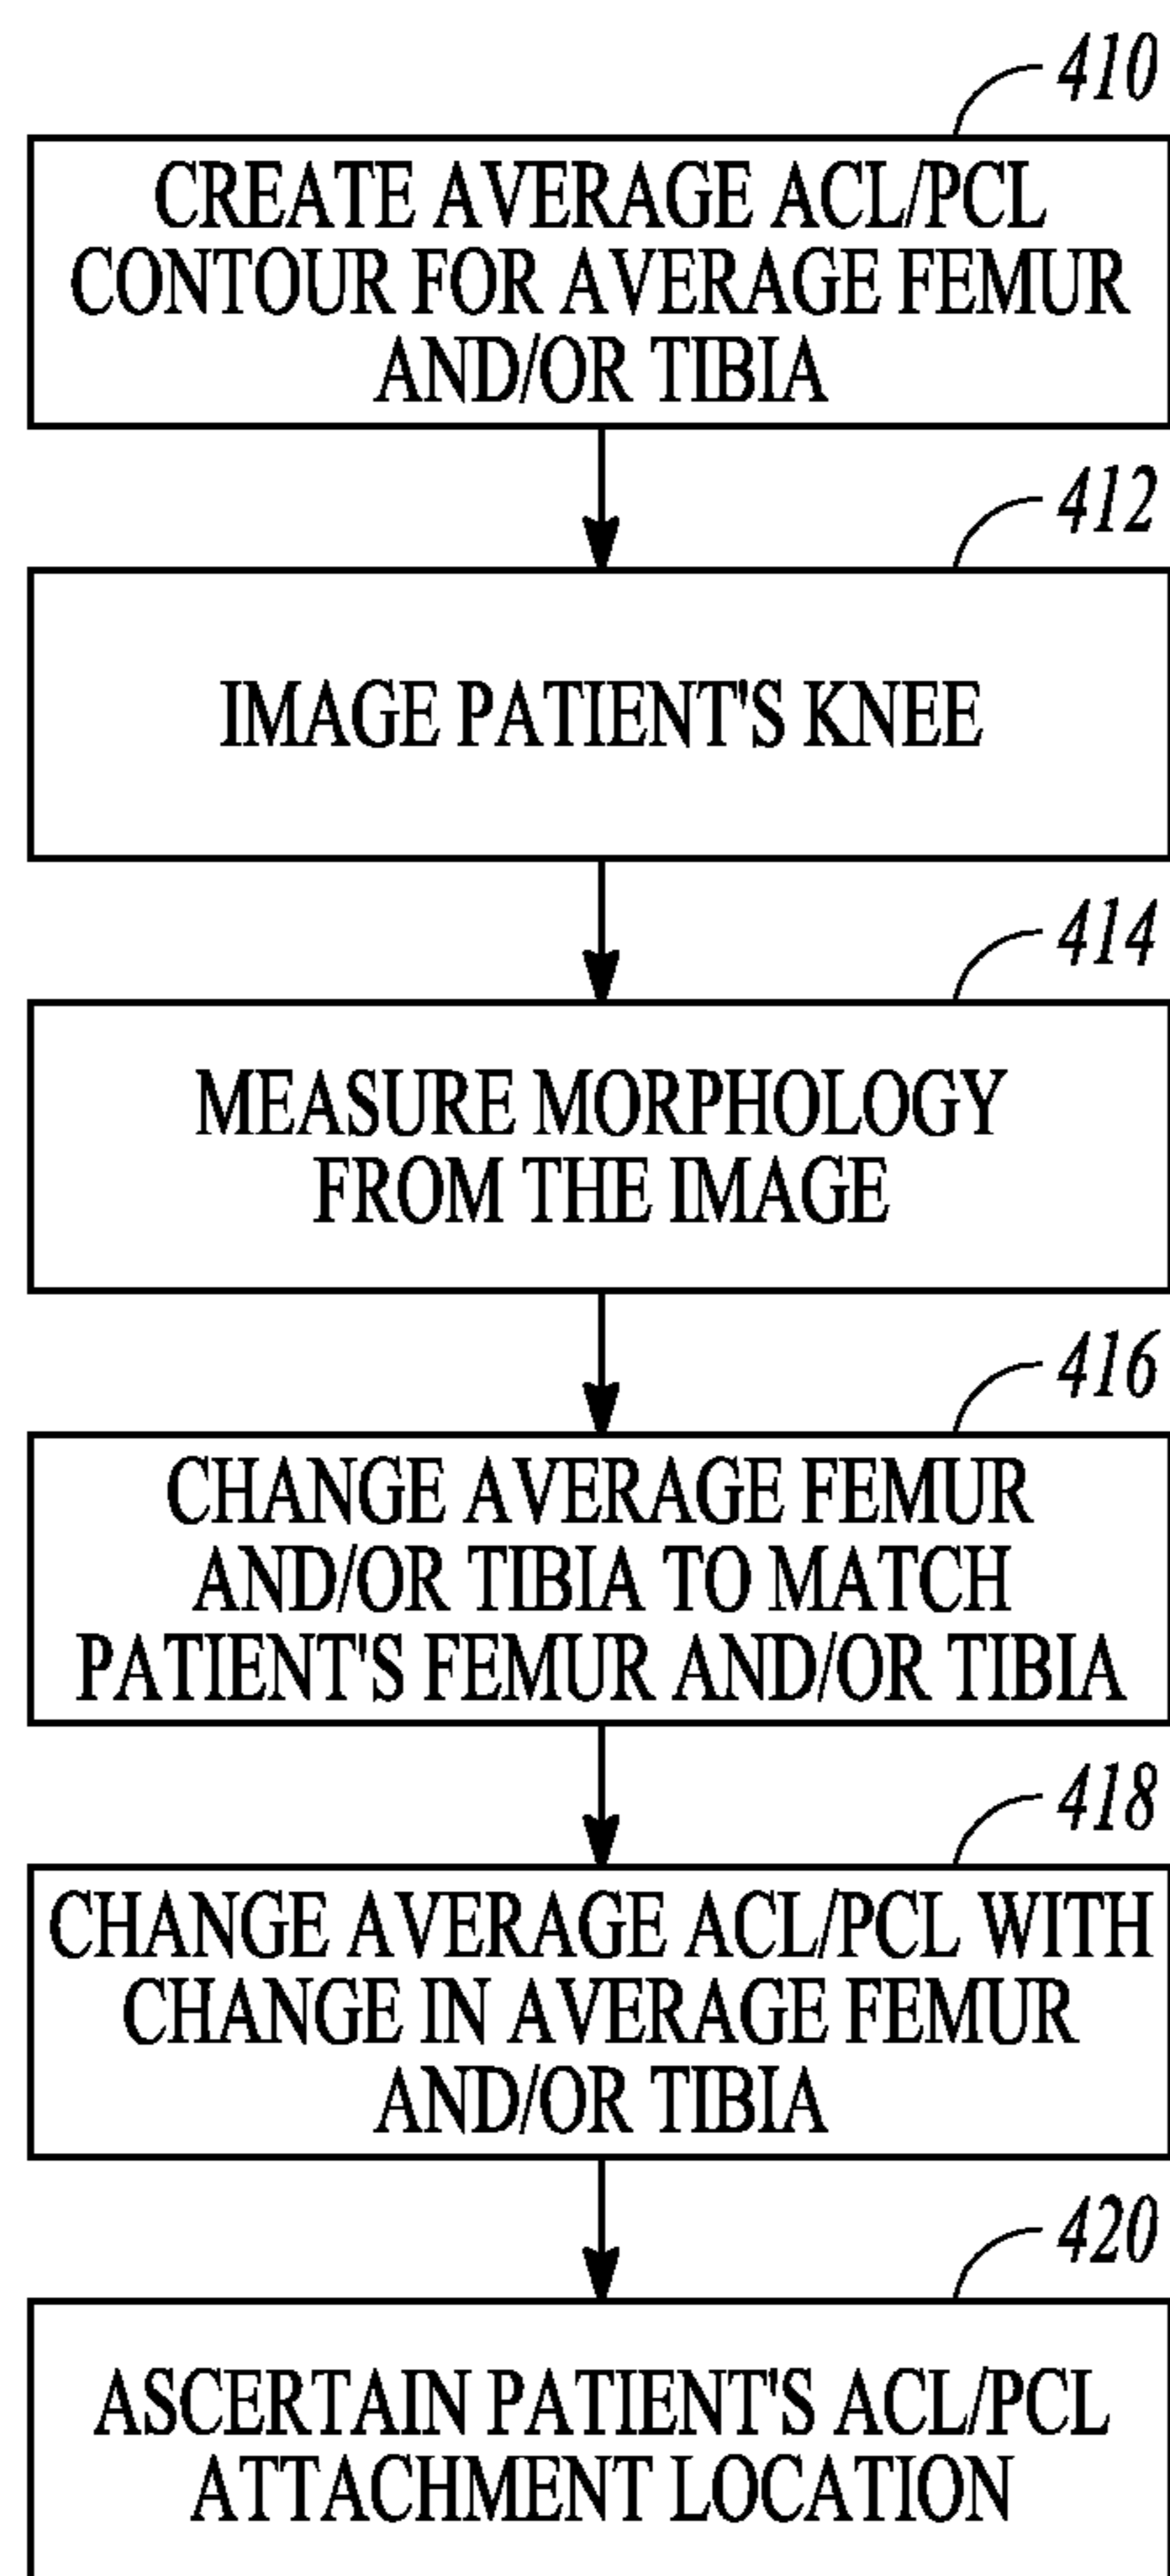 410
CREATE AVERAGE ACL/PCL
CONTOUR FOR AVERAGE FEMUR
AND/OR TIBIA
412
IMAGE PATIENT'S KNEE
414
MEASURE MORPHOLOGY
FROM THE IMAGE
416
CHANGE AVERAGE FEMUR
AND/OR TIBIA TO MATCH
PATIENT'S FEMUR AND/OR TIBIA
418
CHANGE AVERAGE ACL/PCL WITH
CHANGE IN AVERAGE FEMUR
AND/OR TIBIA
420
ASCERTAIN PATIENT'S ACL/PCL
ATTACHMENT LOCATION